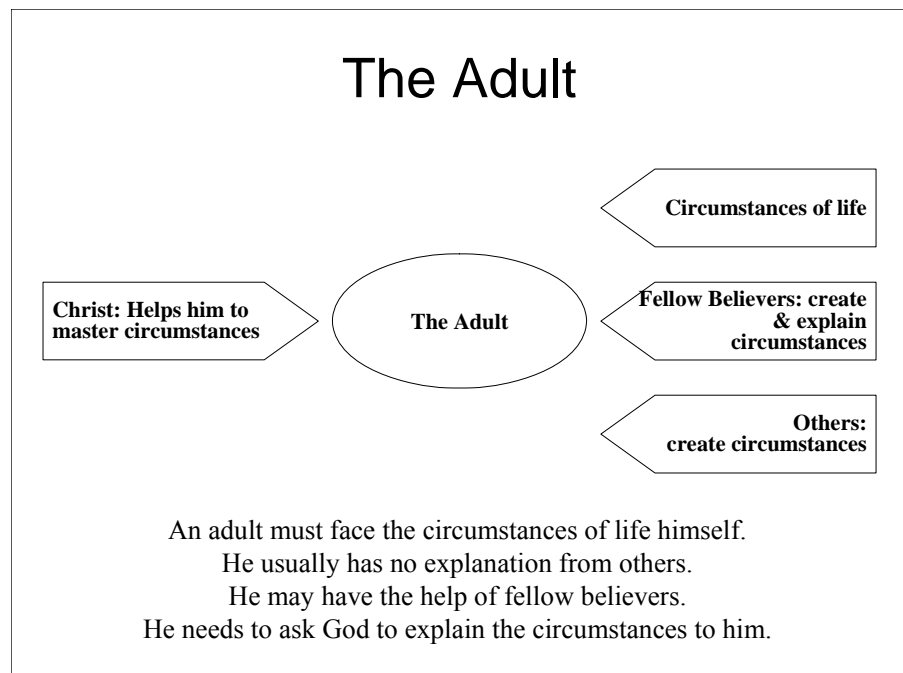 The Adult
Circumstances of life
Christ: Helps him to
master circumstances
The Adult
Fellow Believers: create
& explain
circumstances
Others:
create circumstances
An adult must face the circumstances of life himself.
He usually has no explanation from others.
He may have the help of fellow believers.
He needs to ask God to explain the circumstances to him.